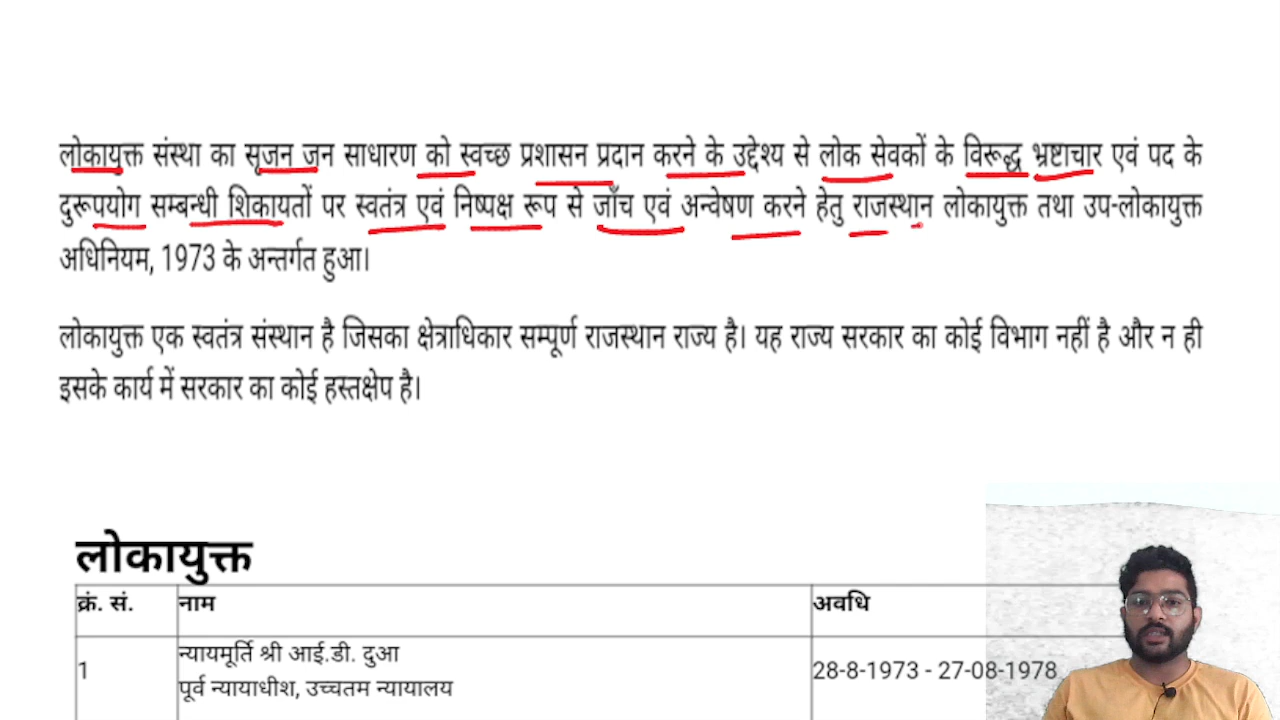 लोकायुक्त संस्था का सृजन जन साधारण को स्वच्छ प्रशासन प्रदान करने के उद्देश्य से लोक सेवकों के विरूद्ध भ्रष्टाचार एवं पद के
दुरूपयोग सम्बन्धी शिकायतों पर स्वतंत्र एवं निष्पक्ष रूप से जाँच एवं अन्वेषण करने हेतु राजस्थान लोकायुक्त तथा उप-लोकायुक्त
अधिनियम, 1973 के अन्तर्गत हुआ।
लोकायुक्त एक स्वतंत्र संस्थान है जिसका क्षेत्राधिकार सम्पूर्ण राजस्थान राज्य है। यह राज्य सरकार का कोई विभाग नहीं है और न ही
इसके कार्य में सरकार का कोई हस्तक्षेप है।
लोकायुक्त
क्रं. सं. नाम अवधि
न्यायमूर्ति श्री आई.डी. दुआ
1 28-8-1973 - 27-08-1978
पूर्व न्यायाधीश, उच्चतम न्यायालय